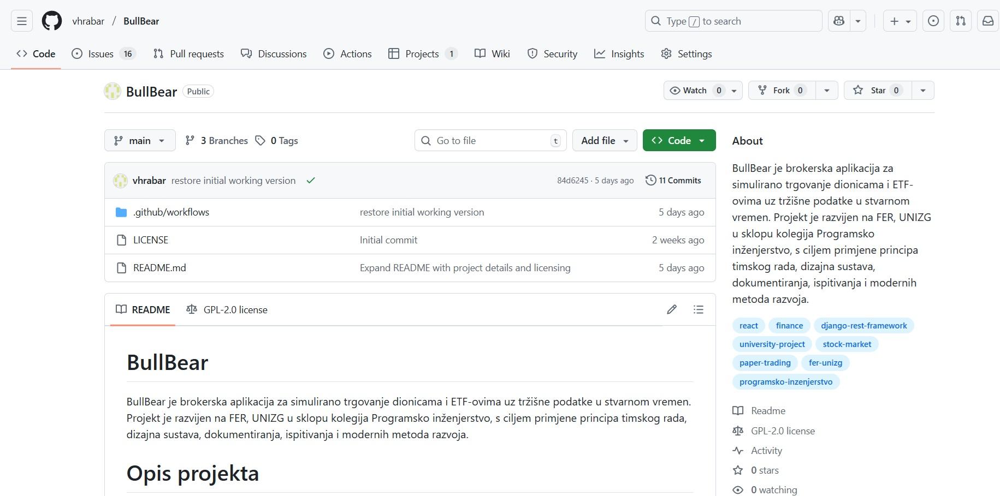 vhrabar / BullBear
Type / to search
Code
Issues 16
Pull requests
Discussions
Actions
Projects 1
Wiki
Security
Insights
Settings
BullBear Public
Watch 0
Fork 0
Star 0
main
3 Branches
0 Tags
Go to file t
Add file
Code
vhrabar restore initial working version
84d6245 · 5 days ago
11 Commits
.github/workflows restore initial working version 5 days ago
LICENSE Initial commit 2 weeks ago
README.md Expand README with project details and licensing 5 days ago
README
GPL-2.0 license
BullBear
BullBear je brokerska aplikacija za simulirano trgovanje dionicama i ETF-ovima uz tržišne podatke u stvarnom vremen.
Projekt je razvijen na FER, UNIZG u sklopu kolegija Programsko inženjerstvo, s ciljem primjene principa timskog rada,
dizajna sustava, dokumentiranja, ispitivanja i modernih metoda razvoja.
Opis projekta
About
BullBear je brokerska aplikacija za
simulirano trgovanje dionicama i ETF-
ovima uz tržišne podatke u stvarnom
vremen. Projekt je razvijen na FER, UNIZG
u sklopu kolegija Programsko
inženjerstvo, s ciljem primjene principa
timskog rada, dizajna sustava,
dokumentiranja, ispitivanja i modernih
metoda razvoja.
react finance django-rest-framework
university-project stock-market
paper-trading fer-unizg
programsko-inzenjerstvo
Readme
GPL-2.0 license
Activity
0 stars
0 watching